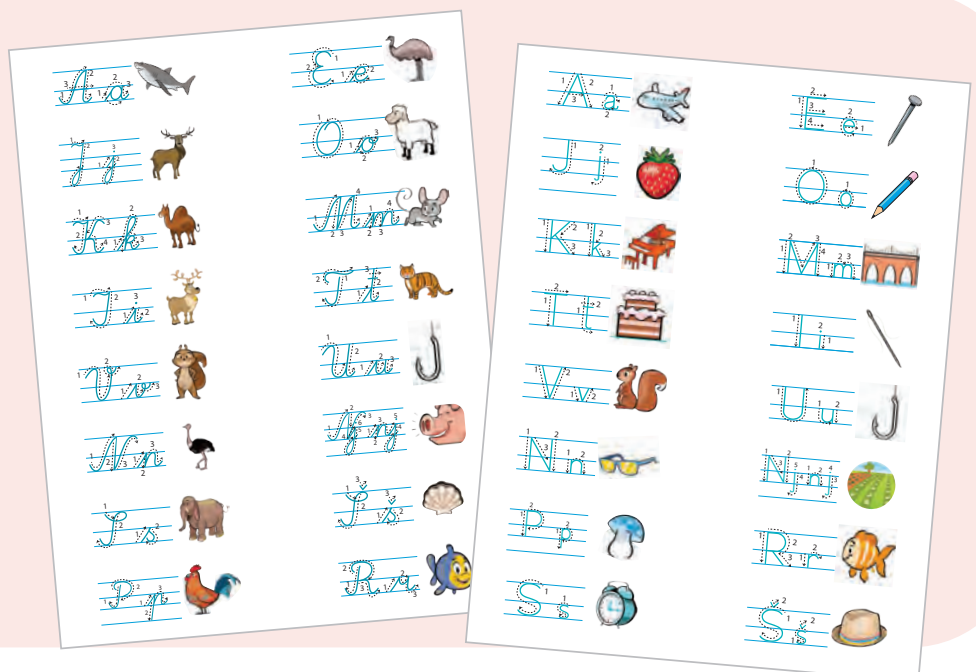 A a
E e
J j
O o
K k
M m
I i
T t
V v
U u
N n
Nj nj
S s
Š š
P p
R r
A a
E e
J j
O o
K k
M m
T t
I i
V v
U u
N n
Nj nj
P p
R r
S s
Š š